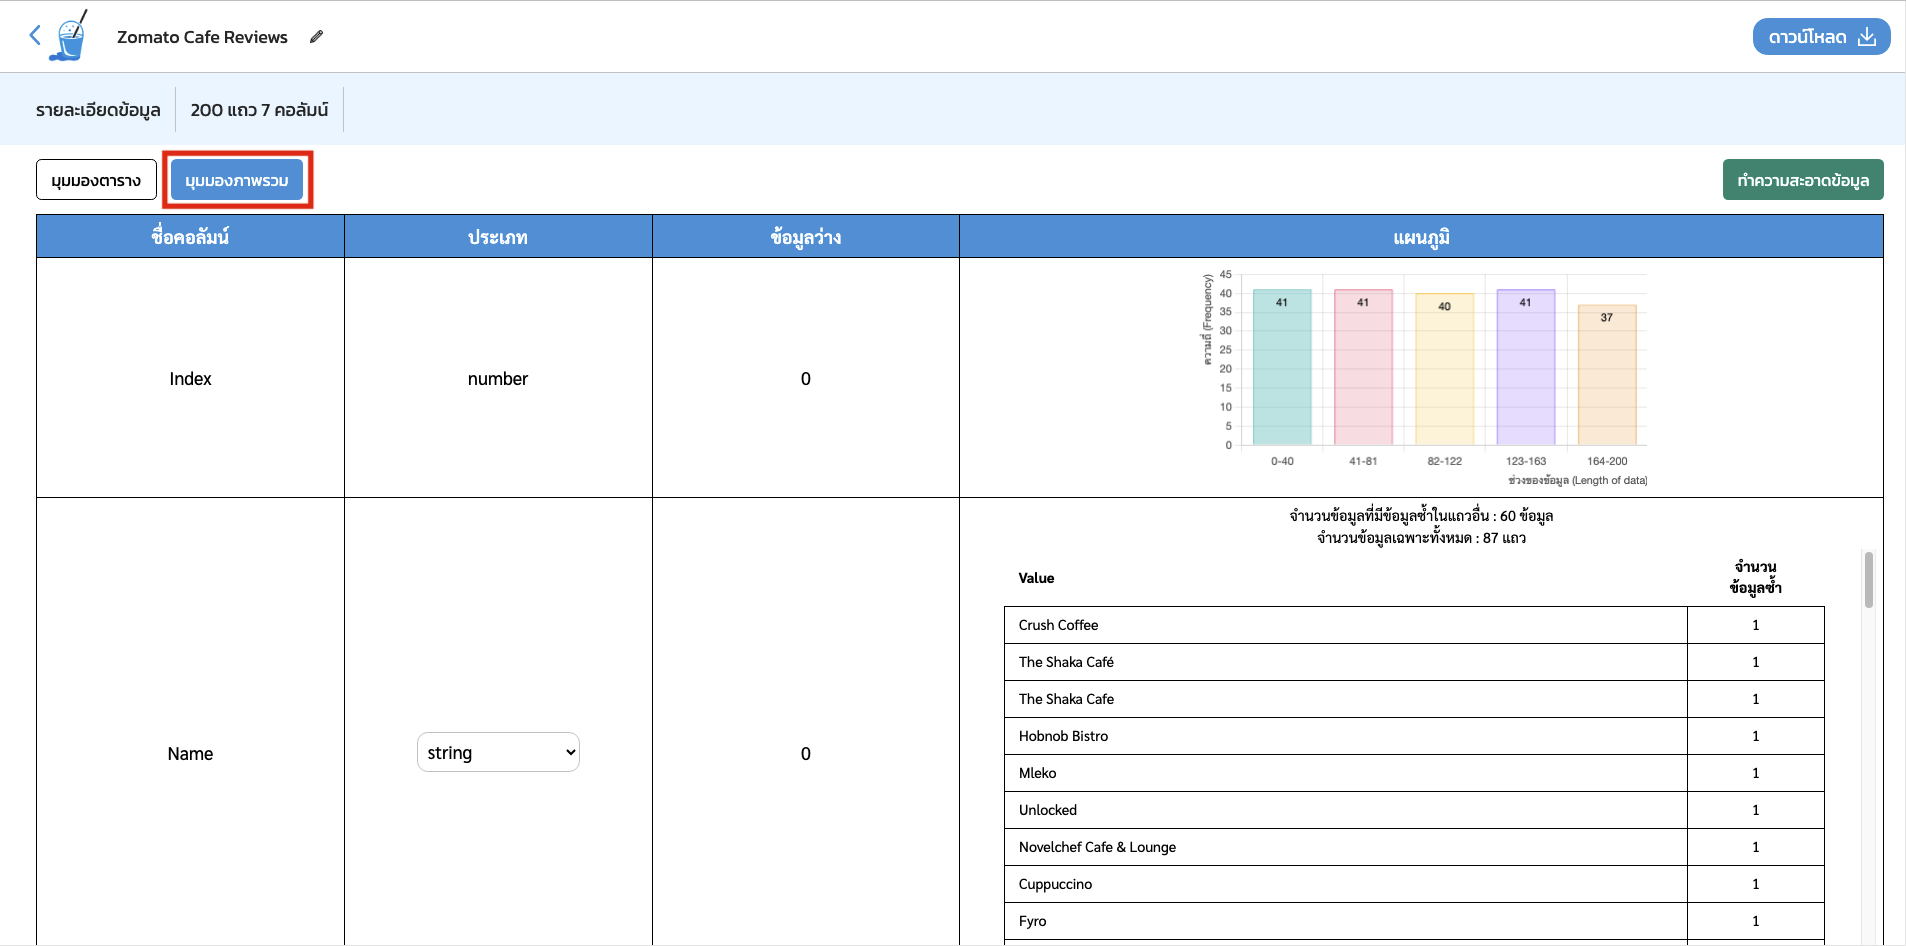 Zomato Cafe Reviews
ดาวน์โหลด
รายละเอียดข้อมูล
200 แถว 7 คอลัมน์
มุมมองตาราง
มุมมองภาพรวม
ทำความสะอาดข้อมูล
ชื่อคอลัมน์ ประเภท ข้อมูลว่าง แผนภูมิ
Index number 0
ความถี่ (Frequency)
45
40
35
30
25
20
15
10
5
0
41 41 40 41 37
0-40 41-81 82-122 123-163 164-200
ช่วงของข้อมูล (Length of data)
Name string 0
จำนวนข้อมูลที่มีข้อมูลซ้ำในแถวอื่น : 60 ข้อมูล
จำนวนข้อมูลเฉพาะทั้งหมด : 87 แถว
Value
จำนวน
ข้อมูลซ้ำ
Crush Coffee 1
The Shaka Café 1
The Shaka Cafe 1
Hobnob Bistro 1
Mleko 1
Unlocked 1
Novelchef Cafe & Lounge 1
Cuppuccino 1
Fyro 1